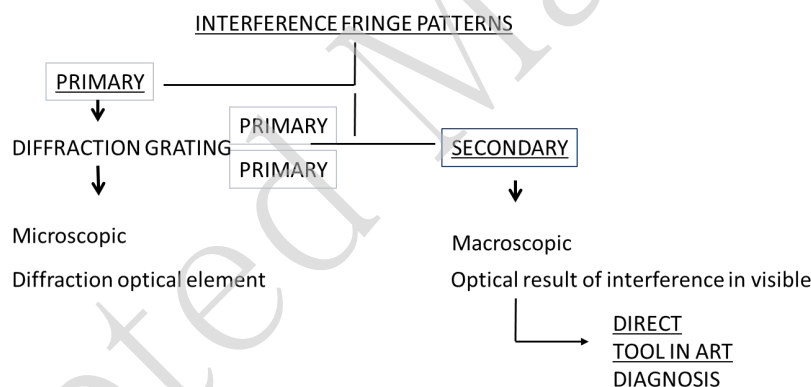 INTERFERENCE FRINGE PATTERNS
PRIMARY
PRIMARY
DIFFRACTION GRATING
SECONDARY
PRIMARY
Microscopic
Macroscopic
Diffraction optical element
Optical result of interference in visible
DIRECT
TOOL IN ART
DIAGNOSIS